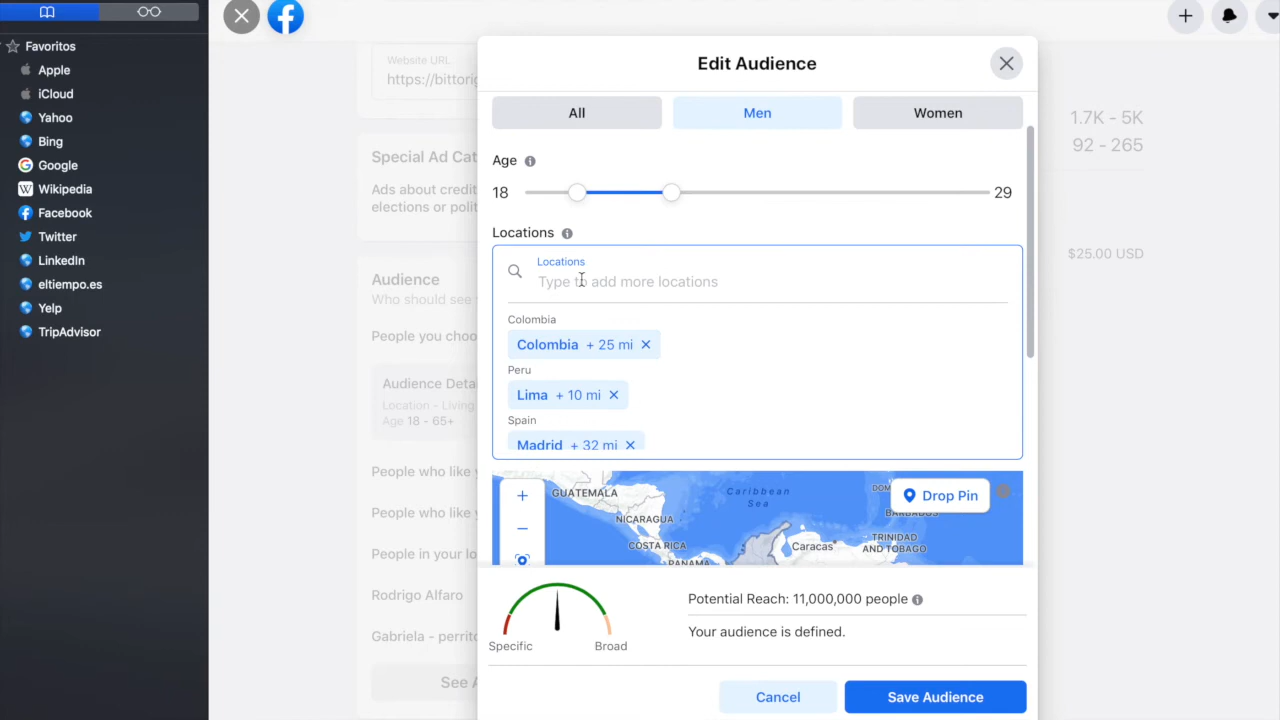 Favoritos
Apple
iCloud
Yahoo
Bing
Google
Wikipedia
Facebook
Twitter
LinkedIn
eltiempo.es
Yelp
TripAdvisor
Website URL
https://bittorig
Special Ad Cat
Ads about credit
elections or polit
Audience
Who should see
People you choo
Audience Deta
Location - Living
Age 18 - 65+
People who like y
People who like y
People in your lo
Rodrigo Alfaro
Gabriela - perrito
See A
1.7K - 5K
92 - 265
$25.00 USD
Edit Audience
All
Men
Women
Age
18
29
Locations
Locations
Type to add more locations
Colombia
Colombia + 25 mi
Peru
Lima + 10 mi
Spain
Madrid + 32 mi
GUATEMALA
NICARAGUA
COSTA RICA
PANAMA
Caribbean
Sea
Caracas
DOM
BARBADOS
TRINIDAD
AND TOBAGO
Drop Pin
Specific
Broad
Potential Reach: 11,000,000 people
Your audience is defined.
Cancel
Save Audience